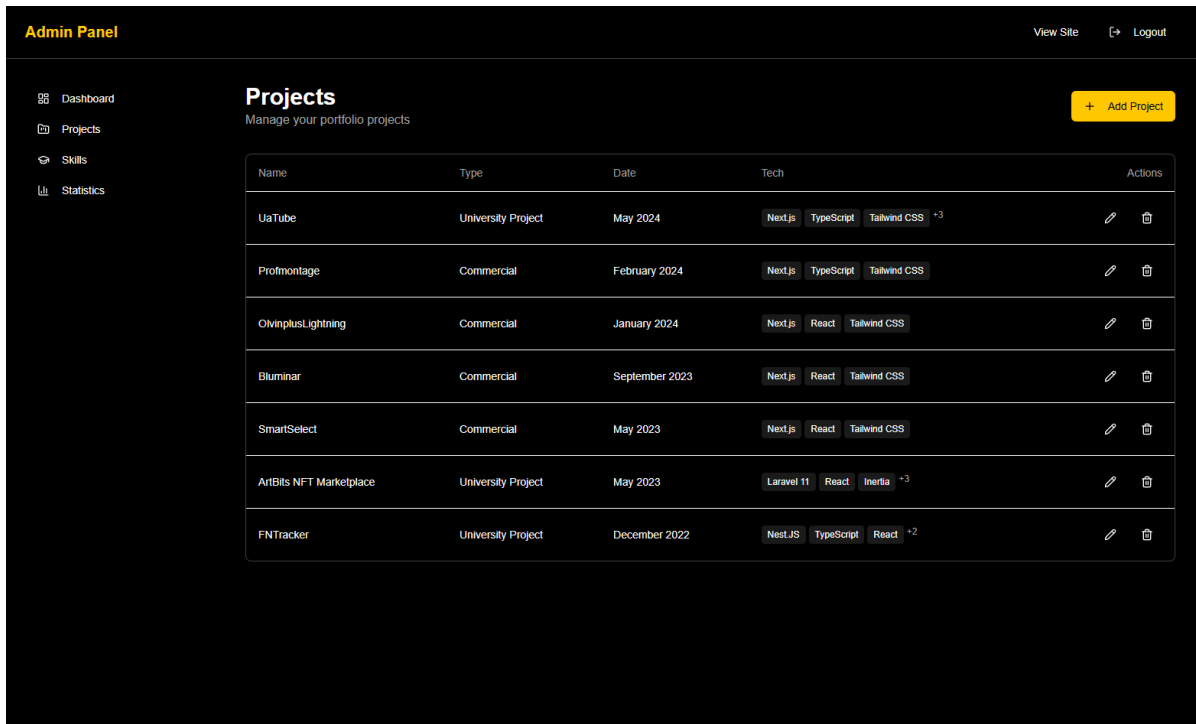 Admin Panel
View Site
Logout
Dashboard
Projects
Skills
Statistics
Projects
Manage your portfolio projects
+ Add Project
Name Type Date Tech Actions
UaTube University Project May 2024 Next.js TypeScript Tailwind CSS +3
Profmontage Commercial February 2024 Next.js TypeScript Tailwind CSS
OlvinplusLightning Commercial January 2024 Next.js React Tailwind CSS
Bluminar Commercial September 2023 Next.js React Tailwind CSS
SmartSelect Commercial May 2023 Next.js React Tailwind CSS
ArtBits NFT Marketplace University Project May 2023 Laravel 11 React Inertia +3
FNTracker University Project December 2022 Nest.JS TypeScript React +2